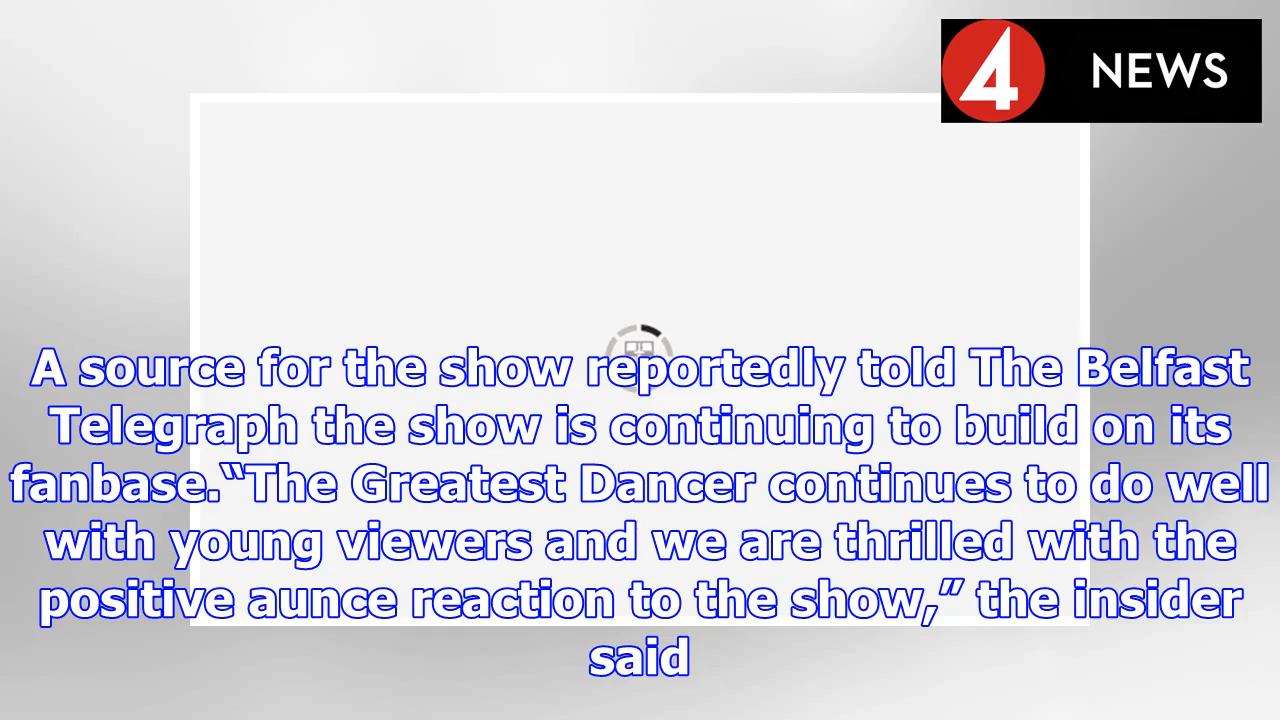 4 NEWS
A source for the show reportedly told The Belfast
Telegraph the show is continuing to build on its
fanbase.“The Greatest Dancer continues to do well
with young viewers and we are thrilled with the
positive aunce reaction to the show,” the insider
said